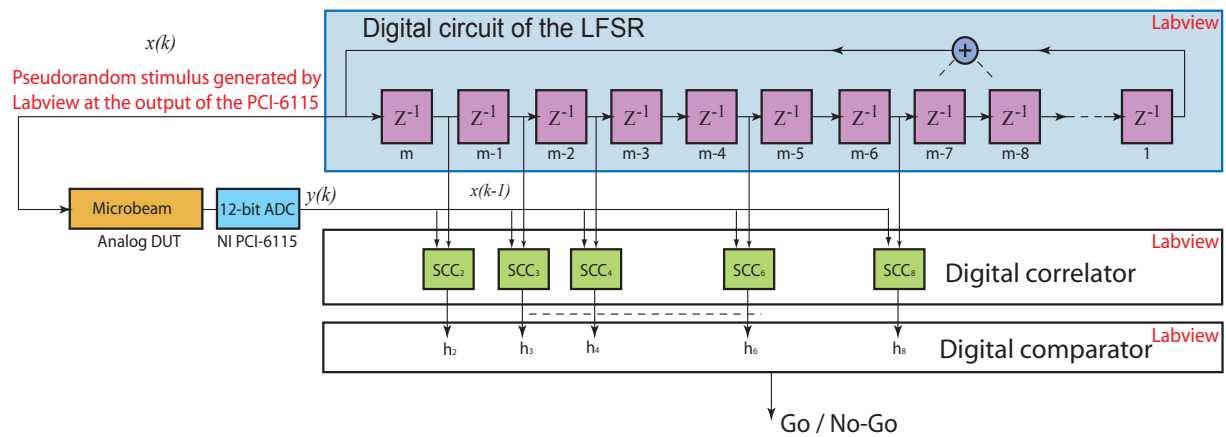 Digital circuit of the LFSR
Labview
x(k)
Pseudorandom stimulus generated by
Labview at the output of the PCI-6115
+
Z⁻¹ Z⁻¹ Z⁻¹ Z⁻¹ Z⁻¹ Z⁻¹ Z⁻¹ Z⁻¹ Z⁻¹ Z⁻¹
m m-1 m-2 m-3 m-4 m-5 m-6 m-7 m-8 1
x(k-1)
y(k)
Microbeam
12-bit ADC
Analog DUT
NI PCI-6115
Labview
SCC₂ SCC₃ SCC₄ SCC₆ SCC₈
Digital correlator
Labview
h₂ h₃ h₄ h₆ h₈
Digital comparator
Go / No-Go